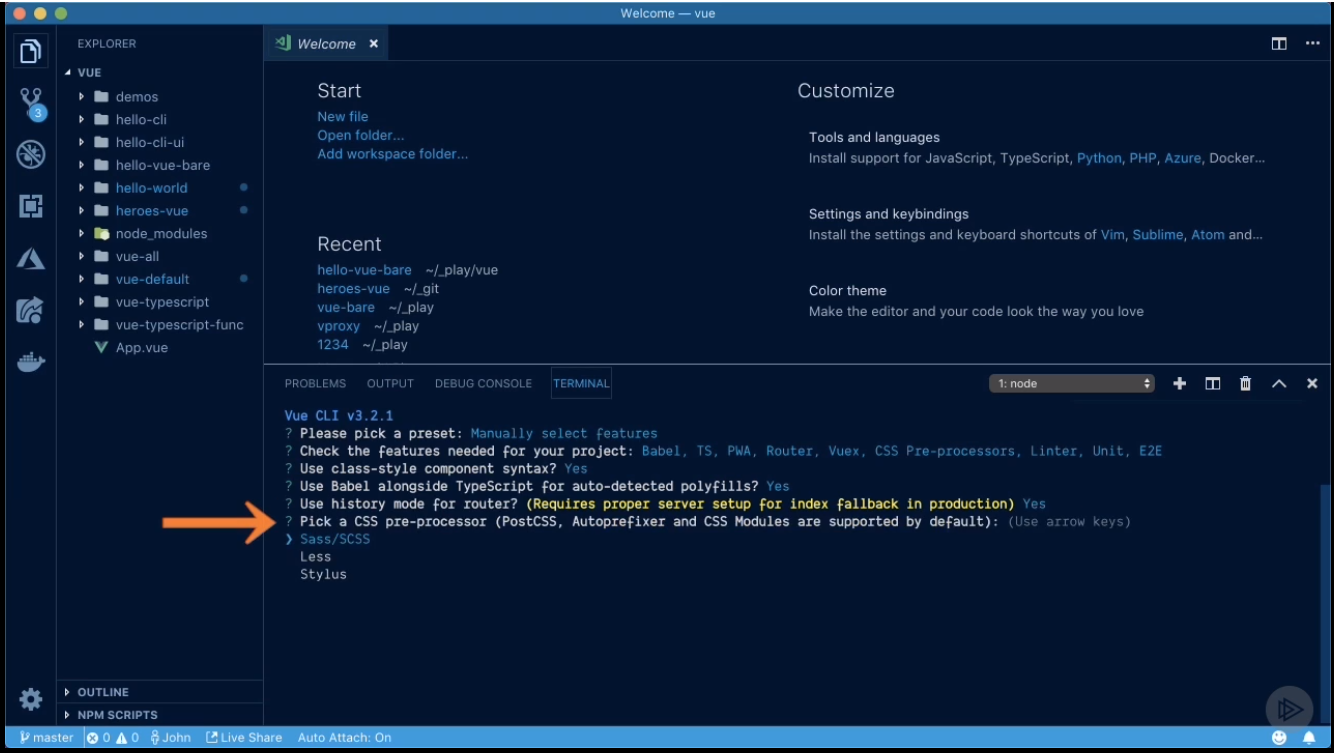 Welcome — vue
EXPLORER
VUE
demos
hello-cli
hello-cli-ui
hello-vue-bare
hello-world
heroes-vue
node_modules
vue-all
vue-default
vue-typescript
vue-typescript-func
App.vue
OUTLINE
NPM SCRIPTS
3
Welcome
Start
New file
Open folder...
Add workspace folder...
Recent
hello-vue-bare ~/_play/vue
heroes-vue ~/_git
vue-bare ~/_play
vproxy ~/_play
1234 ~/_play
Customize
Tools and languages
Install support for JavaScript, TypeScript, Python, PHP, Azure, Docker...
Settings and keybindings
Install the settings and keyboard shortcuts of Vim, Sublime, Atom and...
Color theme
Make the editor and your code look the way you love
PROBLEMS OUTPUT DEBUG CONSOLE TERMINAL 1: node
Vue CLI v3.2.1
? Please pick a preset: Manually select features
? Check the features needed for your project: Babel, TS, PWA, Router, Vuex, CSS Pre-processors, Linter, Unit, E2E
? Use class-style component syntax? Yes
? Use Babel alongside TypeScript for auto-detected polyfills? Yes
? Use history mode for router? (Requires proper server setup for index fallback in production) Yes
? Pick a CSS pre-processor (PostCSS, Autoprefixer and CSS Modules are supported by default): (Use arrow keys)
❯ Sass/SCSS
Less
Stylus
master 0 0 John Live Share Auto Attach: On